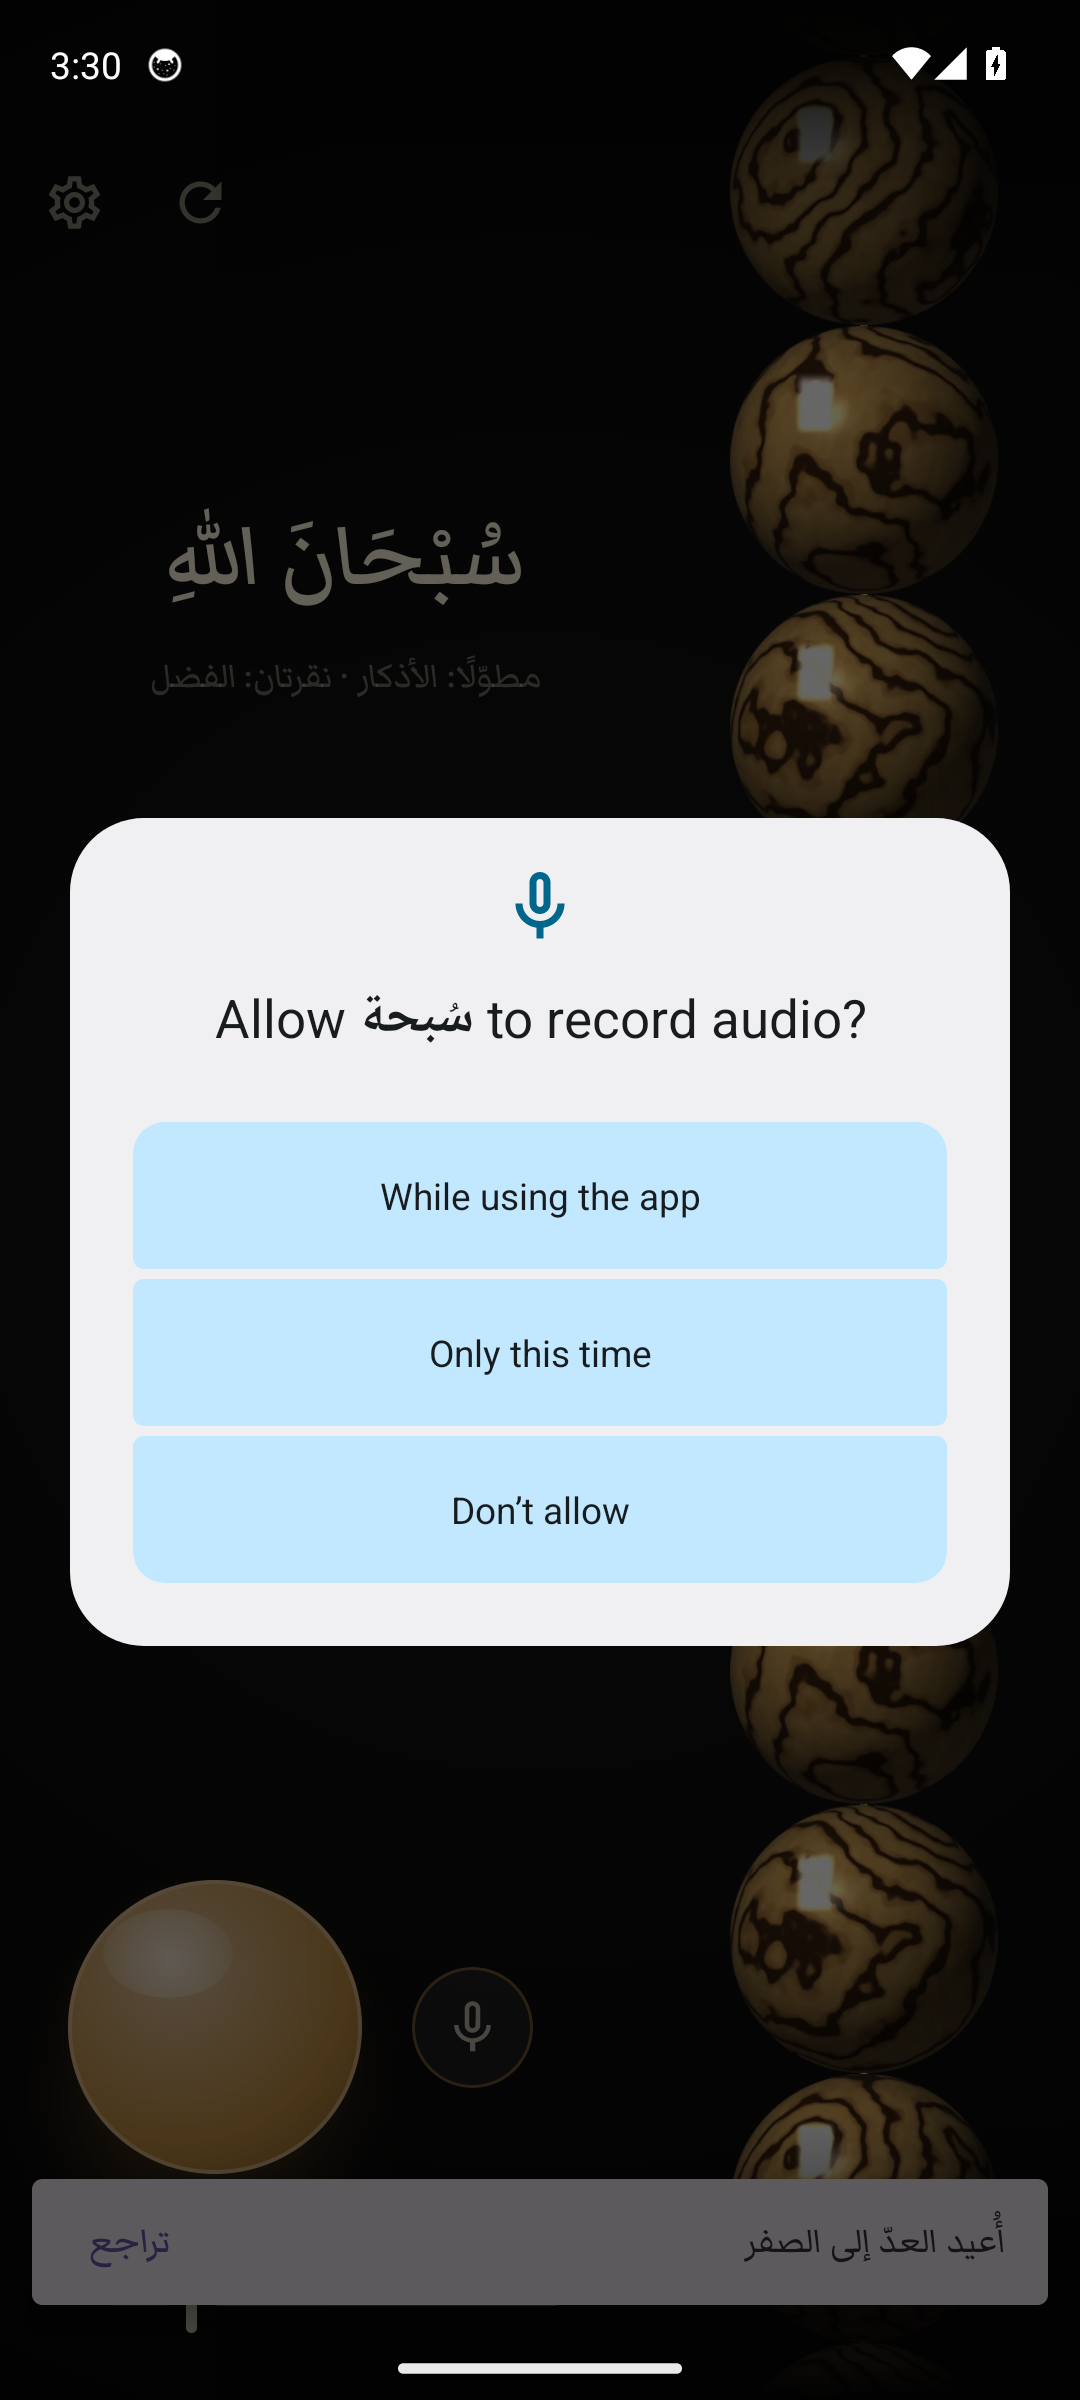 3:30
سُبْحَانَ اللّٰهِ
مطوّلًا: الأذكار · نقرتان: الفضل
Allow سُبحة to record audio?
While using the app
Only this time
Don’t allow
أُعيد العدّ إلى الصفر
تراجع